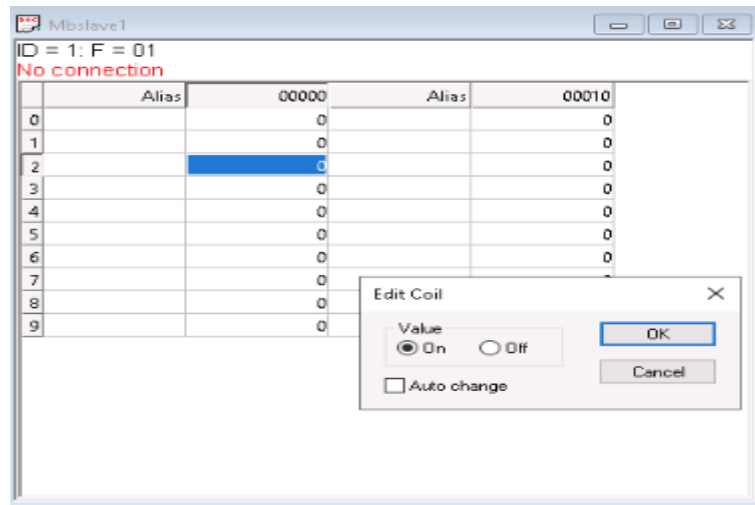 Mbslave1
ID = 1: F = 01
No connection
Alias 00000 Alias 00010
0 0 0
1 0 0
2 0 0
3 0 0
4 0 0
5 0 0
6 0 0
7 0
8 0
9 0
Edit Coil
Value
On Off
OK
Auto change
Cancel